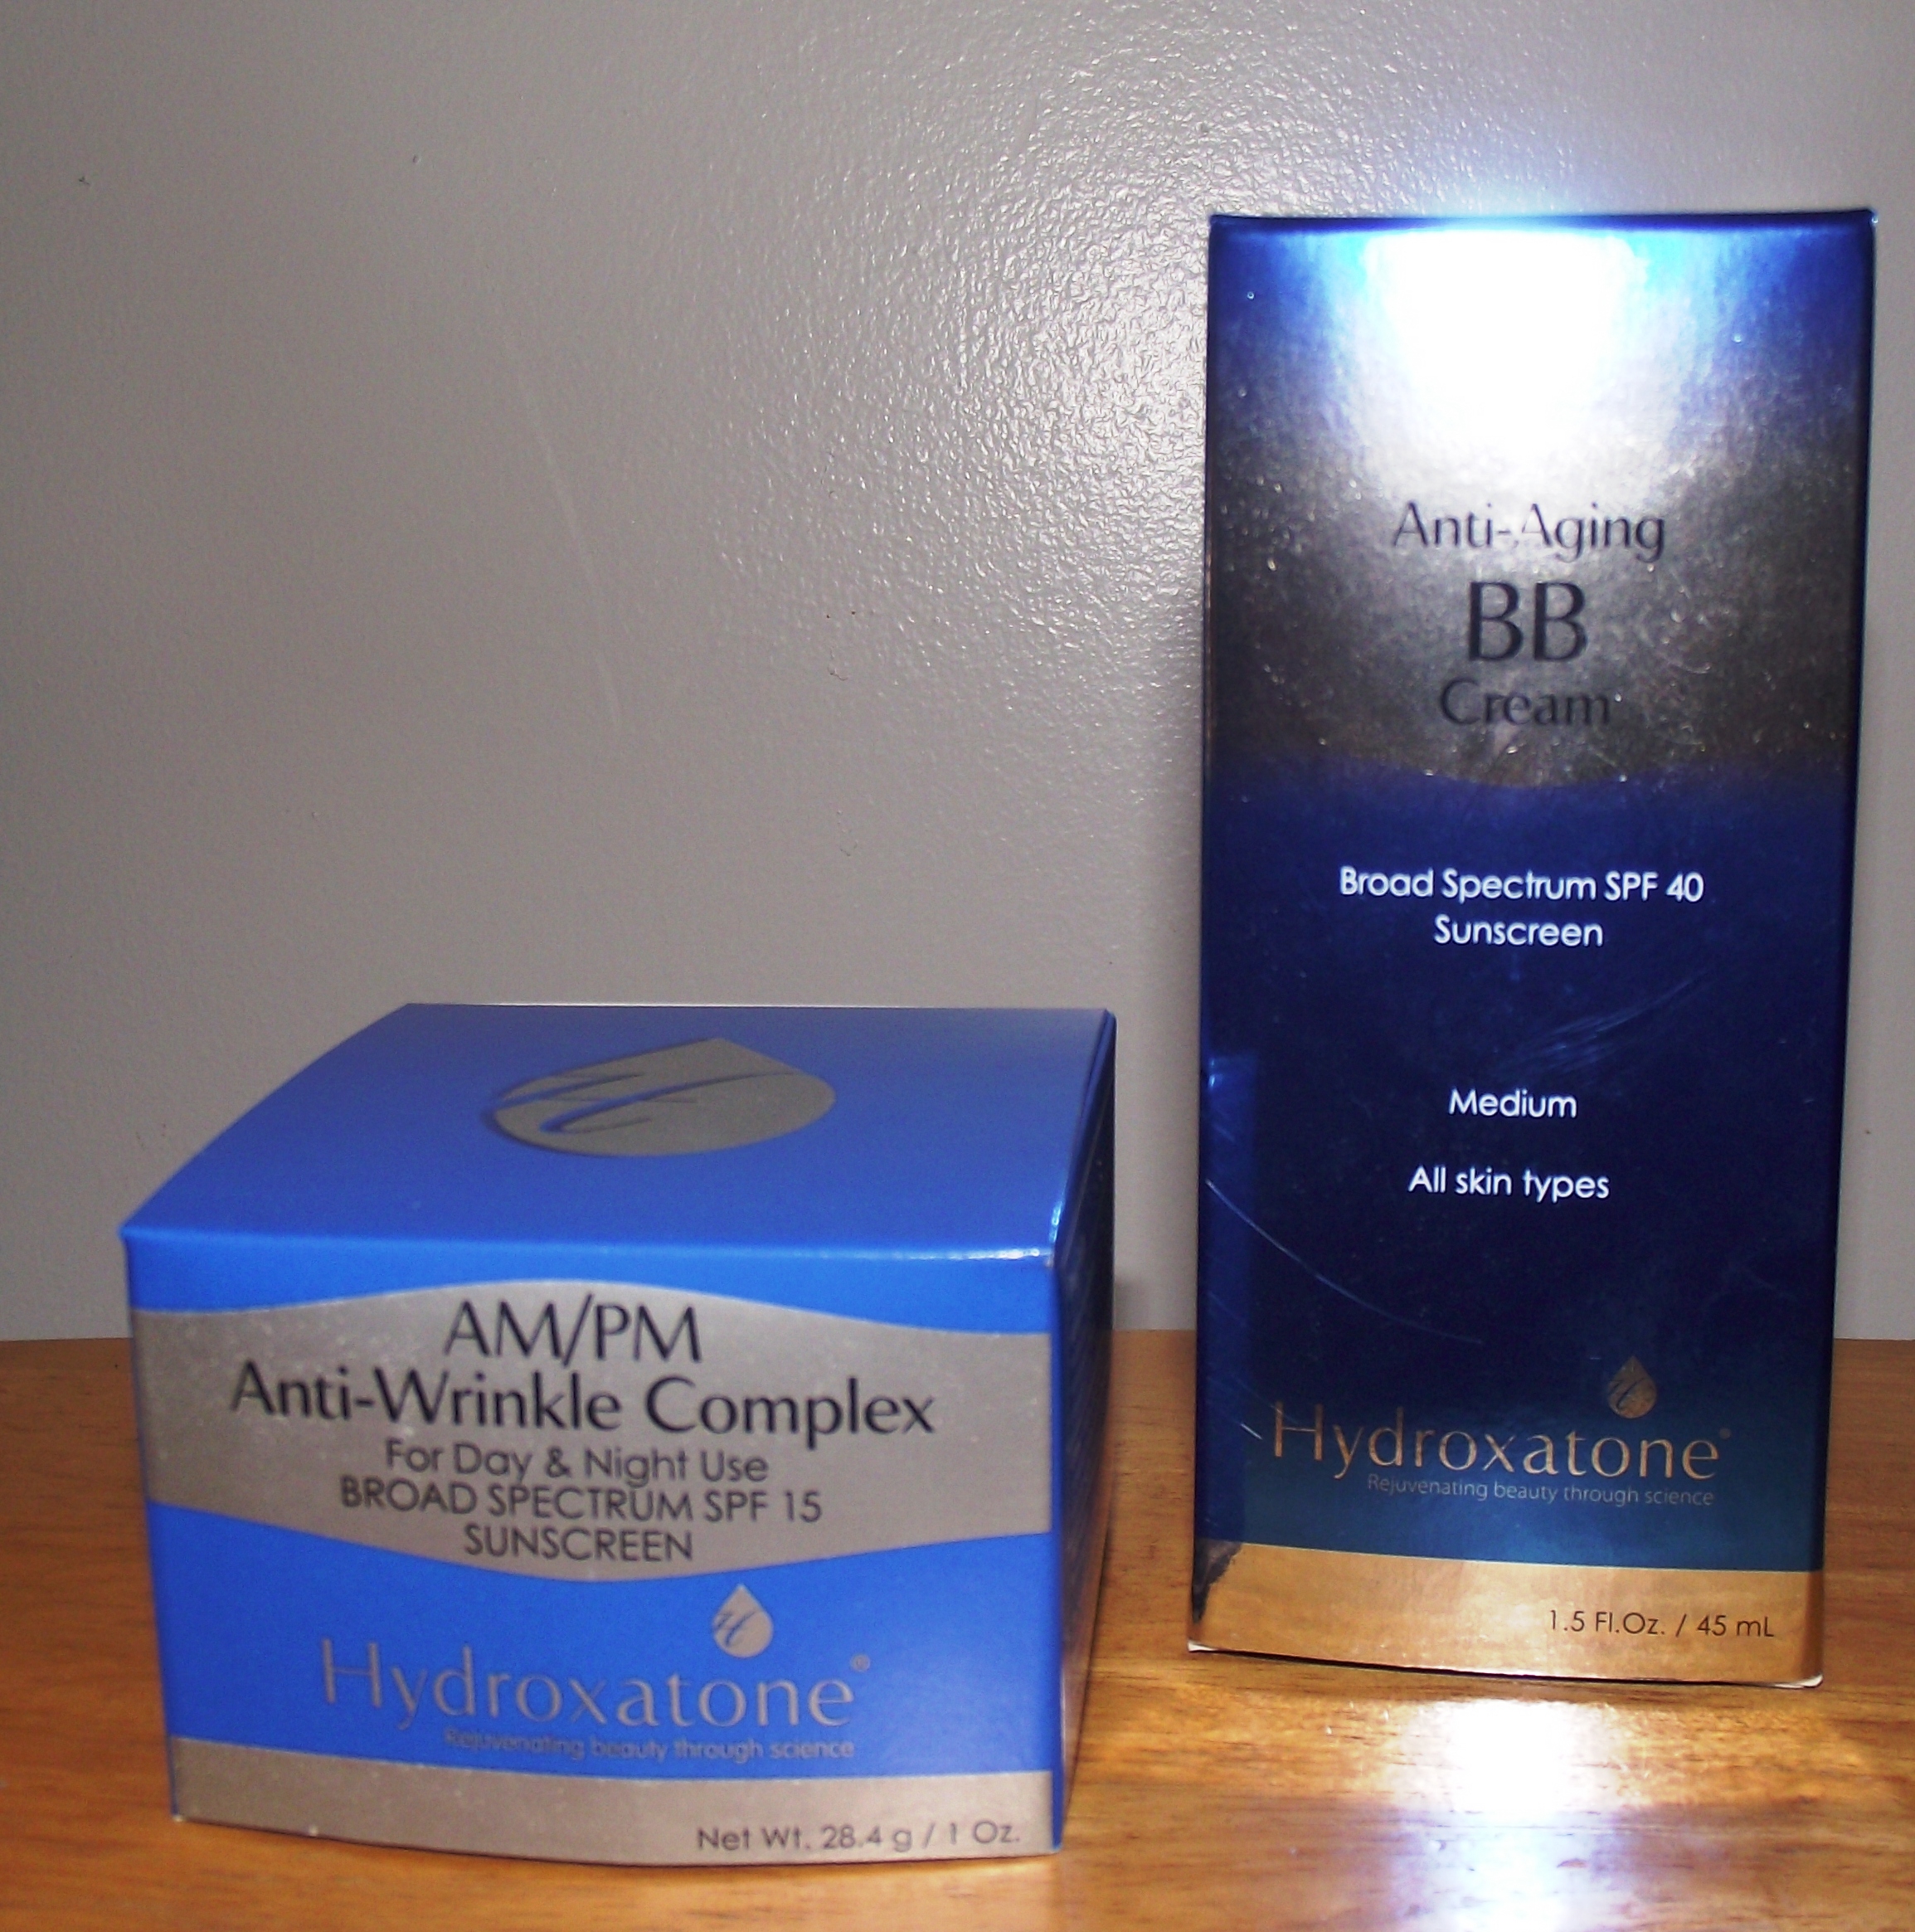 AM/PM
Anti-Wrinkle Complex
For Day & Night Use
BROAD SPECTRUM SPF 15
SUNSCREEN
Hydroxatone®
Rejuvenating beauty through science
Net Wt. 28.4 g / 1 Oz.
Anti-Aging
BB
Cream
Broad Spectrum SPF 40
Sunscreen
Medium
All skin types
Hydroxatone®
Rejuvenating beauty through science
1.5 Fl.Oz. / 45 mL